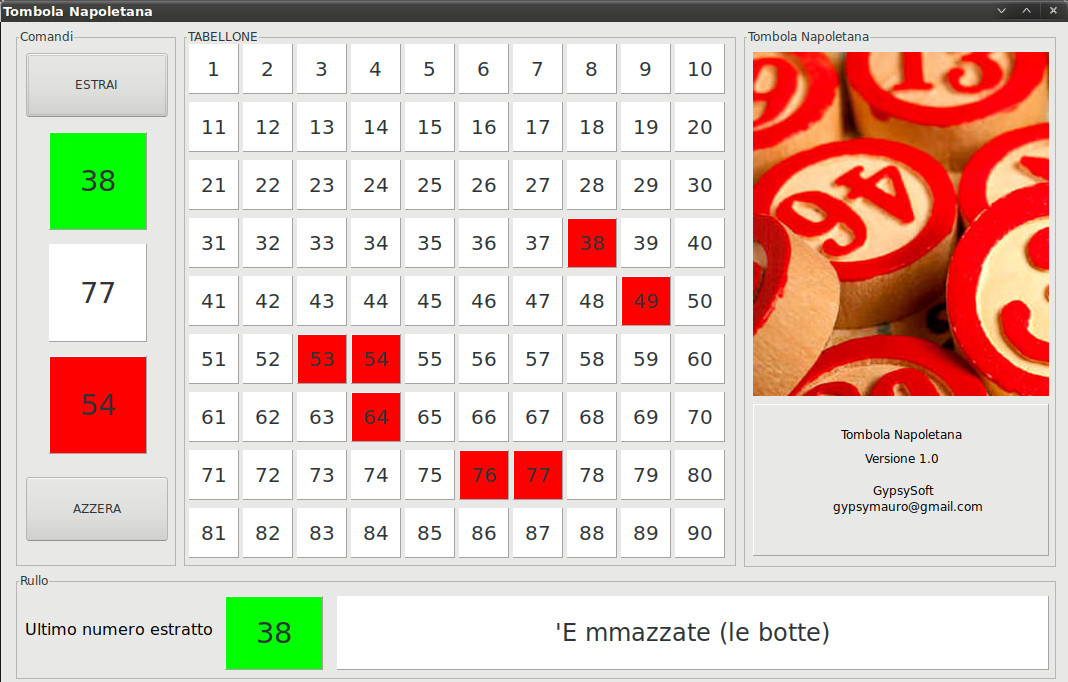 Tombola Napoletana
Comandi
ESTRAI
38
77
54
AZZERA
TABELLONE
1 2 3 4 5 6 7 8 9 10
11 12 13 14 15 16 17 18 19 20
21 22 23 24 25 26 27 28 29 30
31 32 33 34 35 36 37 38 39 40
41 42 43 44 45 46 47 48 49 50
51 52 53 54 55 56 57 58 59 60
61 62 63 64 65 66 67 68 69 70
71 72 73 74 75 76 77 78 79 80
81 82 83 84 85 86 87 88 89 90
Tombola Napoletana
13
46
Tombola Napoletana
Versione 1.0
GypsySoft
gypsymauro@gmail.com
Rullo
Ultimo numero estratto
38
'E mmazzate (le botte)